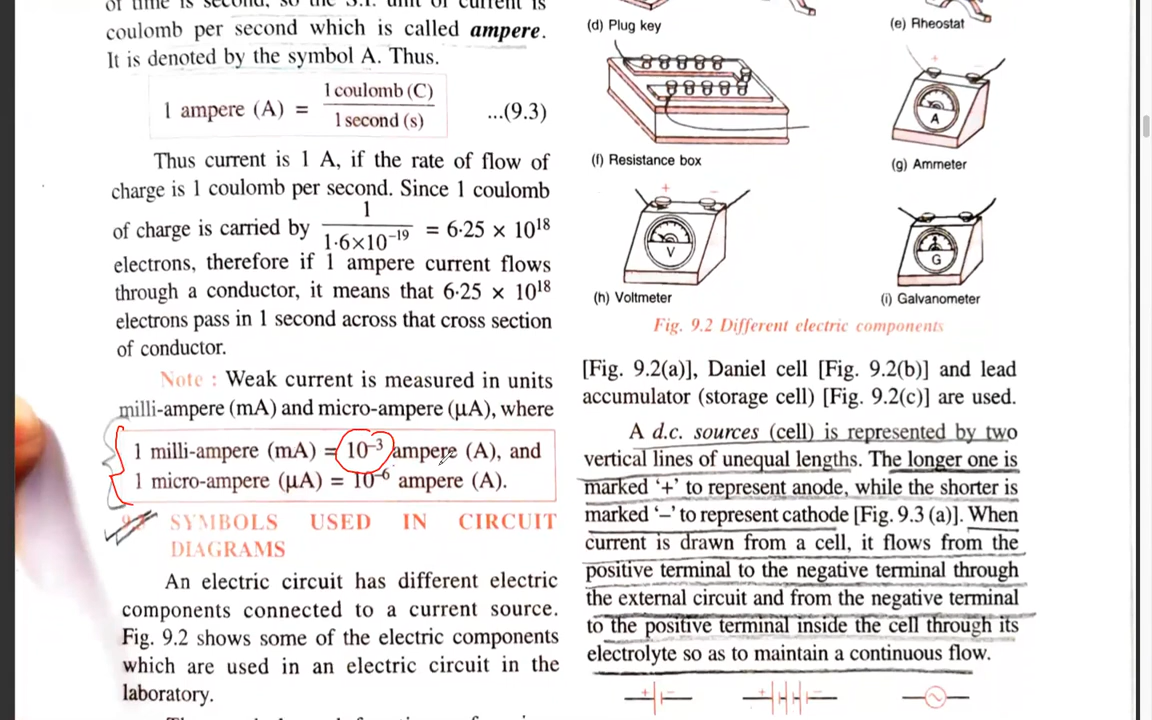 of time is second, so the S.I. unit of current is
coulomb per second which is called ampere.
It is denoted by the symbol A. Thus.
1 ampere (A) = 1 coulomb (C) / 1 second (s) ...(9.3)
Thus current is 1 A, if the rate of flow of
charge is 1 coulomb per second. Since 1 coulomb
of charge is carried by 1 / 1·6×10⁻¹⁹ = 6·25 × 10¹⁸
electrons, therefore if 1 ampere current flows
through a conductor, it means that 6·25 × 10¹⁸
electrons pass in 1 second across that cross section
of conductor.
Note : Weak current is measured in units
milli-ampere (mA) and micro-ampere (μA), where
1 milli-ampere (mA) = 10⁻³ ampere (A), and
1 micro-ampere (μA) = 10⁻⁶ ampere (A).
SYMBOLS USED IN CIRCUIT
DIAGRAMS
An electric circuit has different electric
components connected to a current source.
Fig. 9.2 shows some of the electric components
which are used in an electric circuit in the
laboratory.
(d) Plug key
(e) Rheostat
(f) Resistance box
+
A
(g) Ammeter
+ −
V
(h) Voltmeter
G
(i) Galvanometer
Fig. 9.2 Different electric components
[Fig. 9.2(a)], Daniel cell [Fig. 9.2(b)] and lead
accumulator (storage cell) [Fig. 9.2(c)] are used.
A d.c. sources (cell) is represented by two
vertical lines of unequal lengths. The longer one is
marked ‘+’ to represent anode, while the shorter is
marked ‘–’ to represent cathode [Fig. 9.3 (a)]. When
current is drawn from a cell, it flows from the
positive terminal to the negative terminal through
the external circuit and from the negative terminal
to the positive terminal inside the cell through its
electrolyte so as to maintain a continuous flow.
+ −
+ −